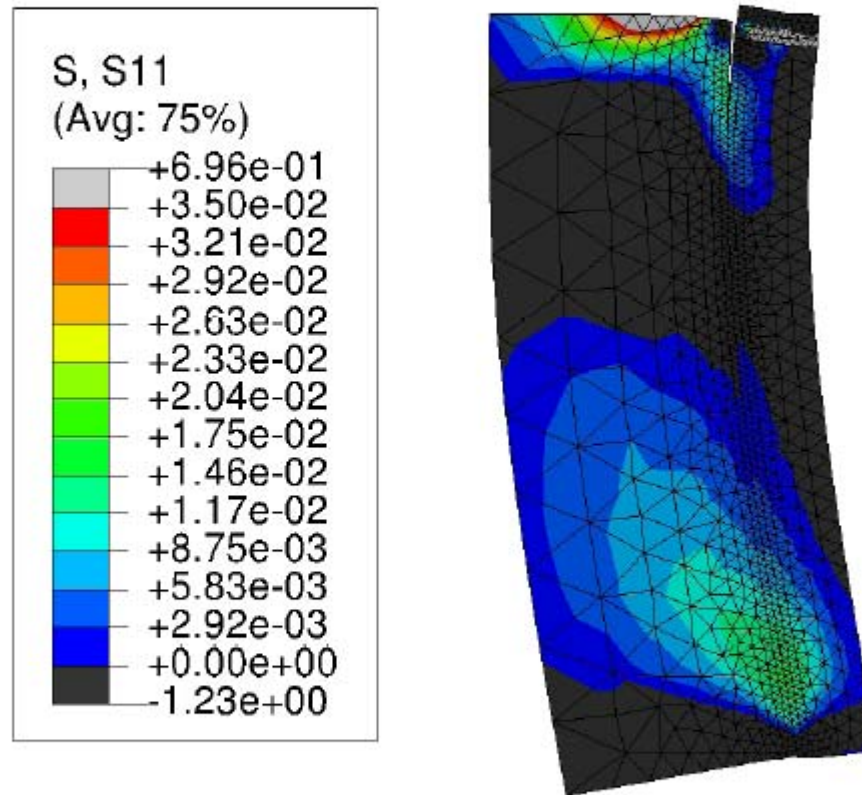 S, S11
(Avg: 75%)
+6.96e-01
+3.50e-02
+3.21e-02
+2.92e-02
+2.63e-02
+2.33e-02
+2.04e-02
+1.75e-02
+1.46e-02
+1.17e-02
+8.75e-03
+5.83e-03
+2.92e-03
+0.00e+00
-1.23e+00